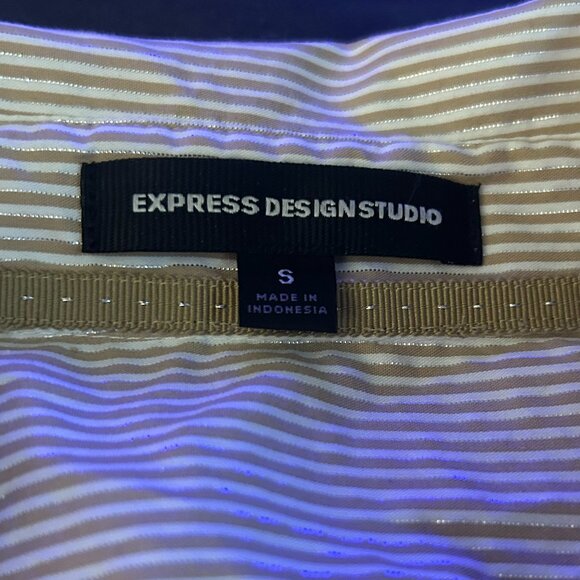 EXPRESS DESIGN STUDIO
S
MADE IN
INDONESIA